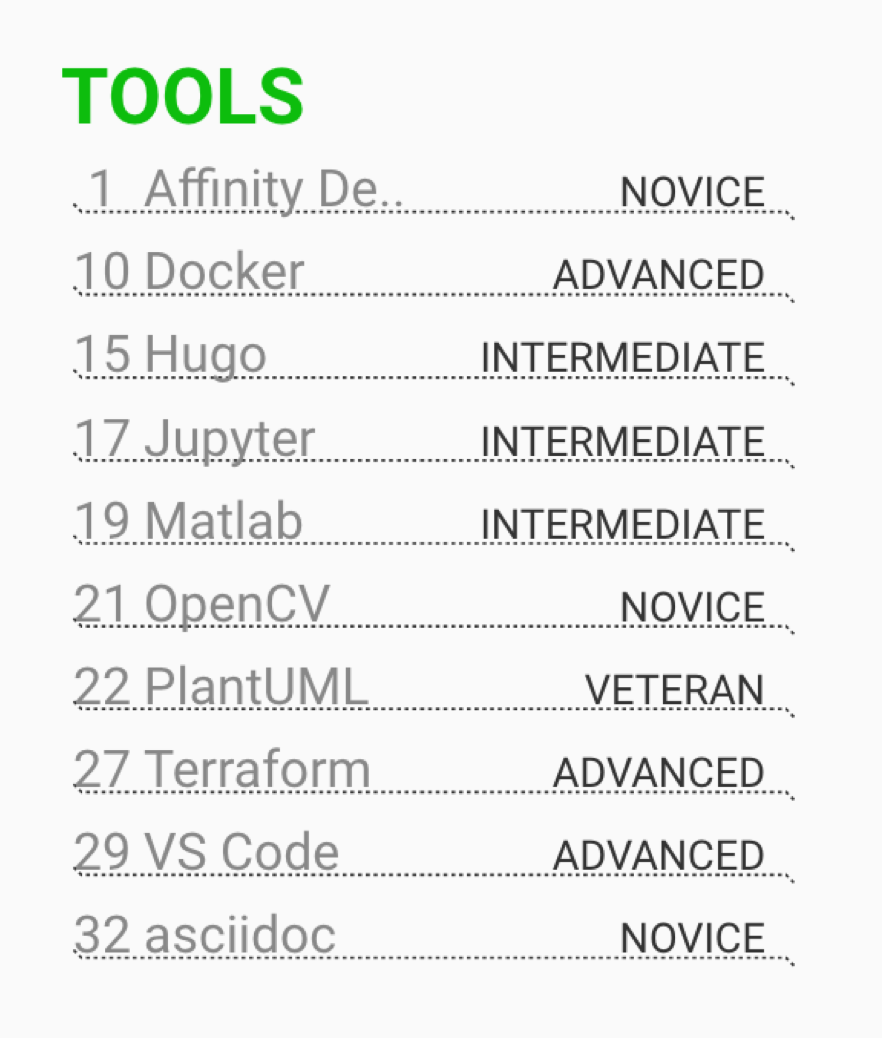 TOOLS
1 Affinity De.. NOVICE
10 Docker ADVANCED
15 Hugo INTERMEDIATE
17 Jupyter INTERMEDIATE
19 Matlab INTERMEDIATE
21 OpenCV NOVICE
22 PlantUML VETERAN
27 Terraform ADVANCED
29 VS Code ADVANCED
32 asciidoc NOVICE